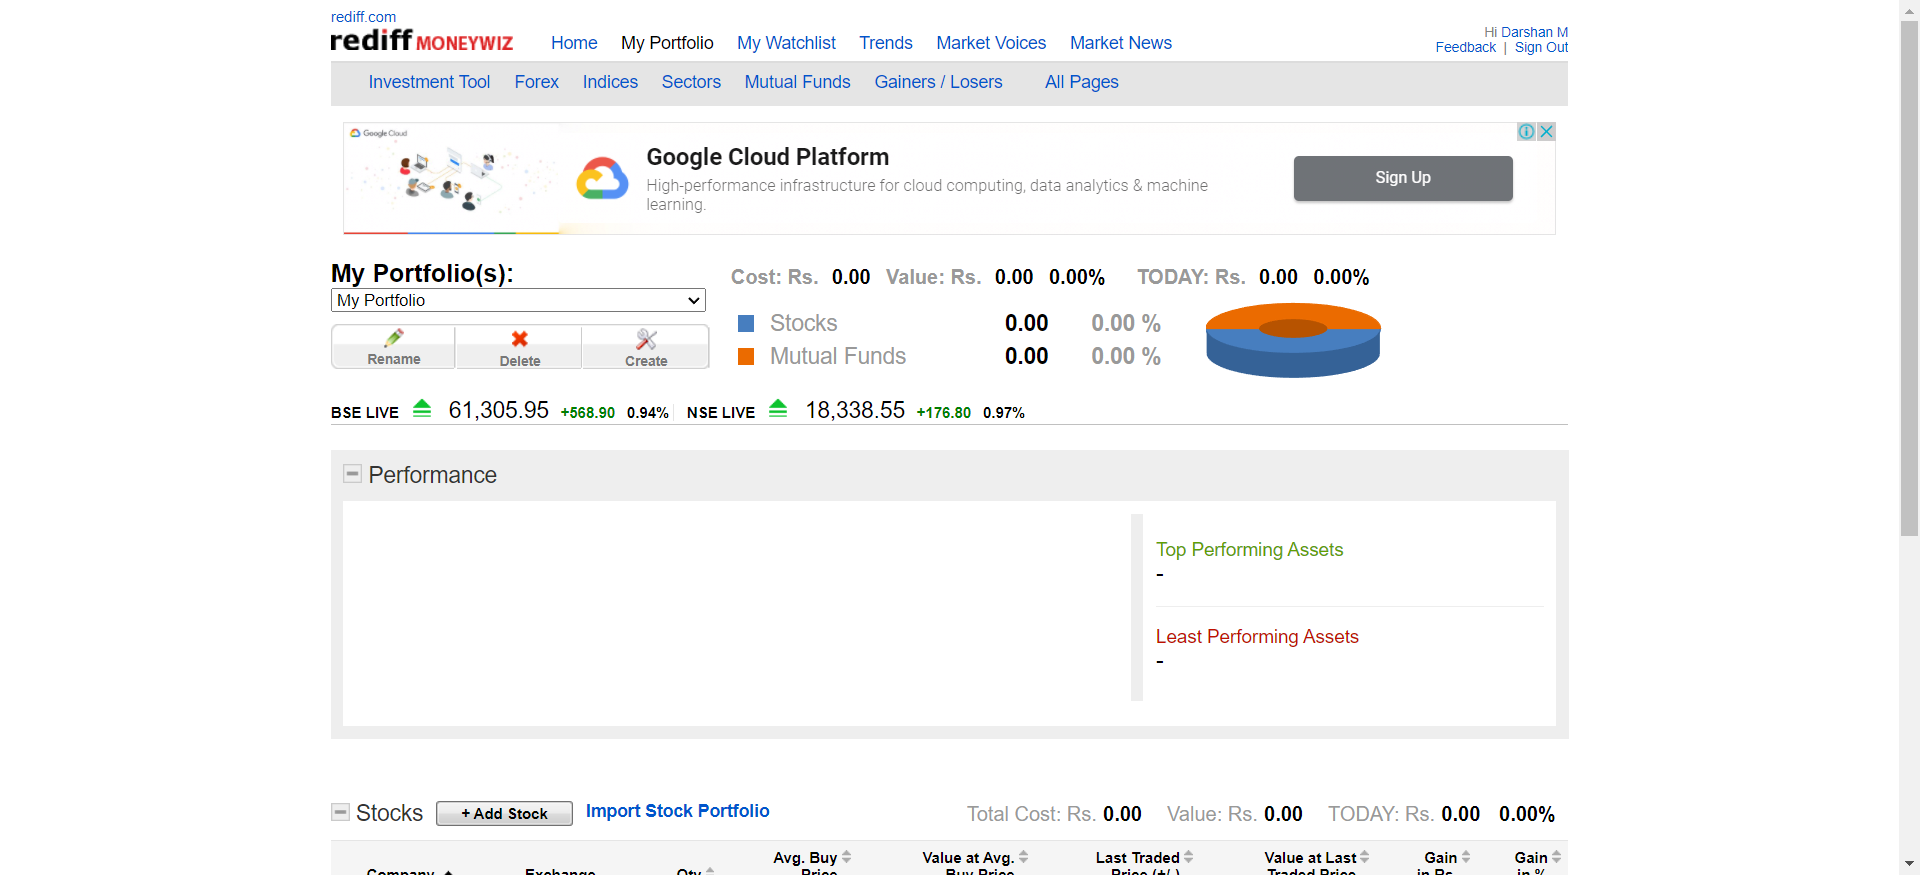 rediff.com
rediff MONEYWIZ
Home My Portfolio My Watchlist Trends Market Voices Market News
Hi Darshan M
Feedback | Sign Out
Investment Tool Forex Indices Sectors Mutual Funds Gainers / Losers All Pages
Google Cloud
Google Cloud Platform
High-performance infrastructure for cloud computing, data analytics & machine
learning.
Sign Up
My Portfolio(s):
My Portfolio
Rename Delete Create
Cost: Rs. 0.00 Value: Rs. 0.00 0.00% TODAY: Rs. 0.00 0.00%
Stocks 0.00 0.00 %
Mutual Funds 0.00 0.00 %
BSE LIVE 61,305.95 +568.90 0.94% NSE LIVE 18,338.55 +176.80 0.97%
Performance
Top Performing Assets
-
Least Performing Assets
-
Stocks + Add Stock Import Stock Portfolio Total Cost: Rs. 0.00 Value: Rs. 0.00 TODAY: Rs. 0.00 0.00%
Avg. Buy Value at Avg. Last Traded Value at Last Gain Gain
Company Exchange Qty Price Buy Price Price (+/-) Traded Price in Rs. in %